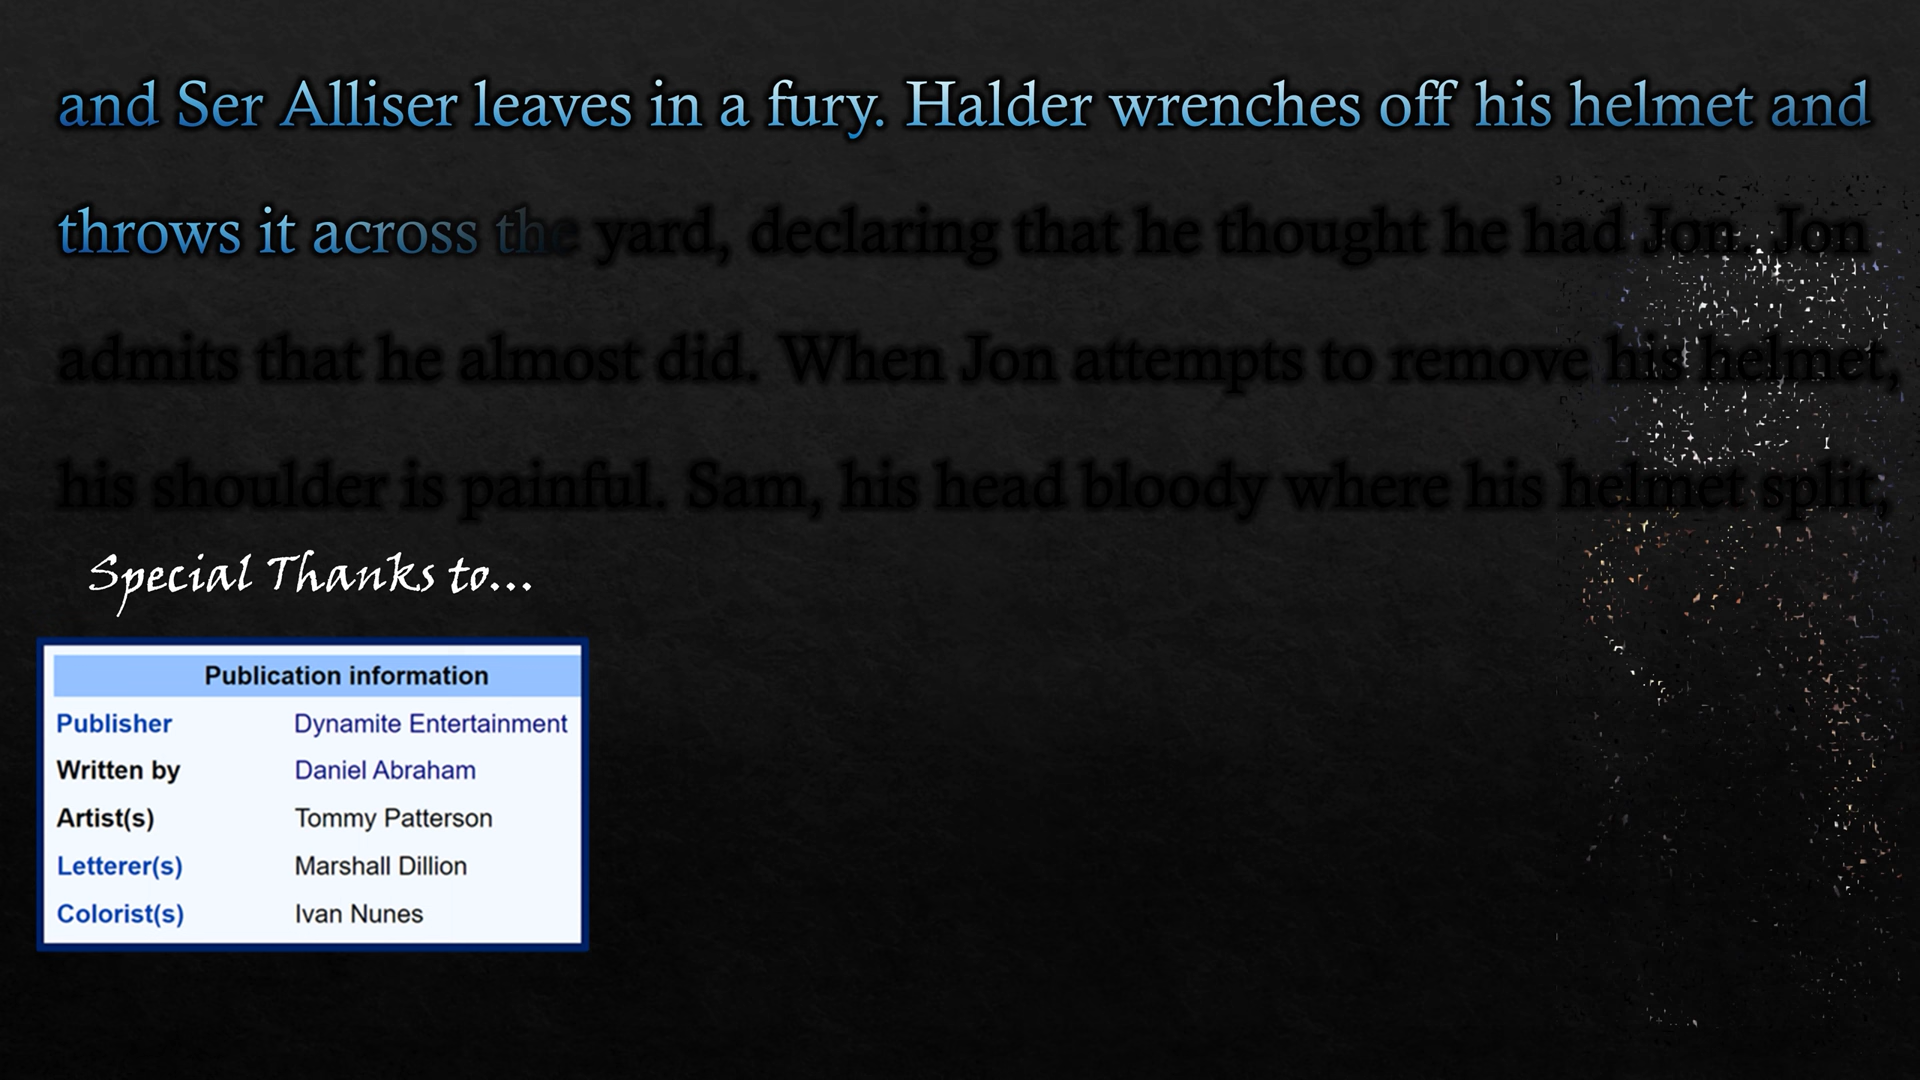 and Ser Alliser leaves in a fury. Halder wrenches off his helmet and
throws it across the yard, declaring that he thought he had Jon. Jon
admits that he almost did. When Jon attempts to remove his helmet,
his shoulder is painful. Sam, his head bloody where his helmet split,
Special Thanks to...
Publication information
Publisher Dynamite Entertainment
Written by Daniel Abraham
Artist(s) Tommy Patterson
Letterer(s) Marshall Dillion
Colorist(s) Ivan Nunes